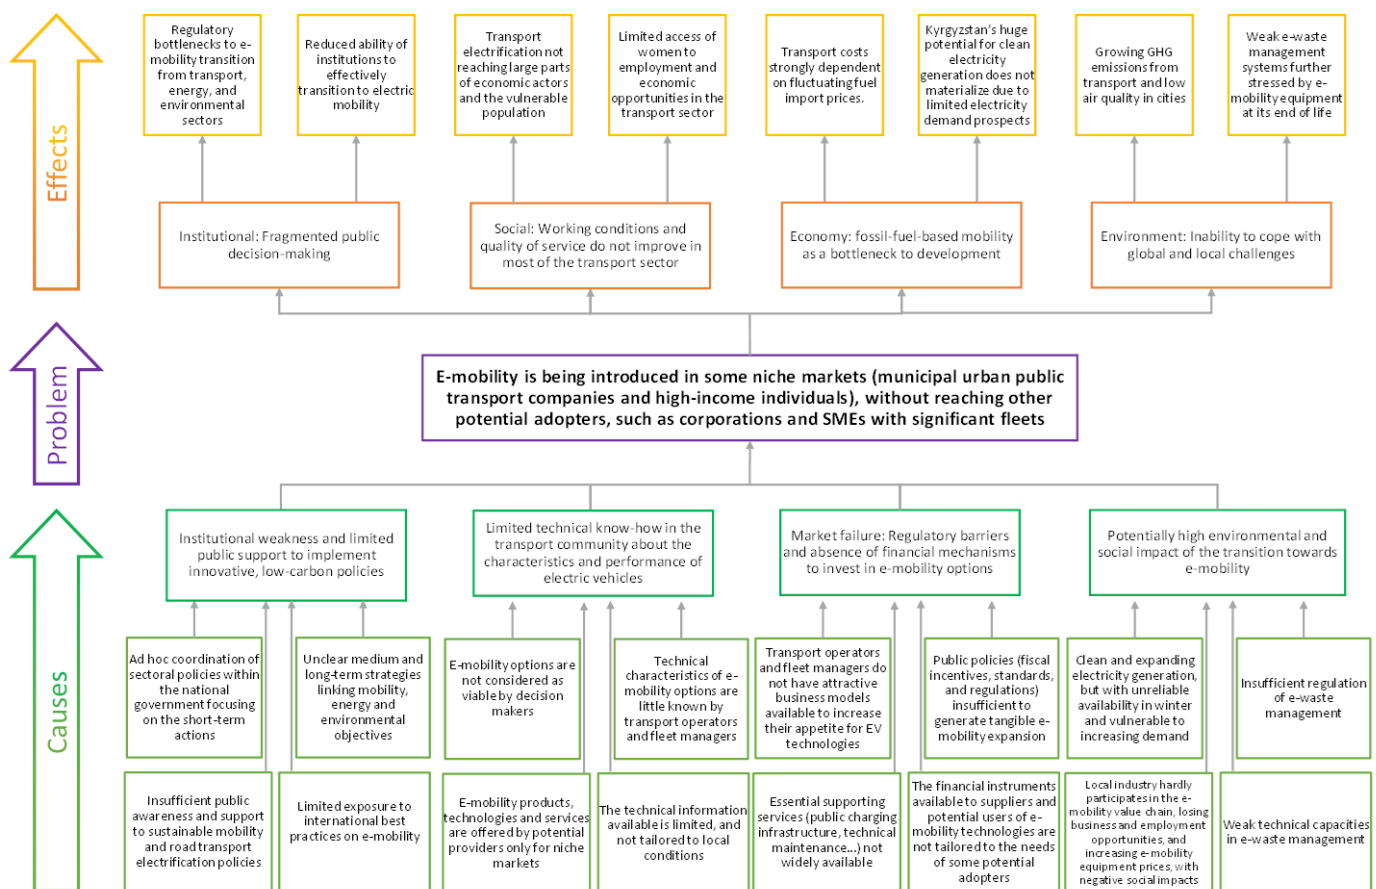 Effects
Regulatory
bottlenecks to e-
mobility transition
from transport,
energy, and
environmental
sectors
Reduced ability of
institutions to
effectively
transition to electric
mobility
Transport
electrification not
reaching large parts
of economic actors
and the vulnerable
population
Limited access of
women to
employment and
economic
opportunities in the
transport sector
Transport costs
strongly dependent
on fluctuating fuel
import prices.
Kyrgyzstan's huge
potential for clean
electricity
generation does not
materialize due to
limited electricity
demand prospects
Growing GHG
emissions from
transport and low
air quality in cities
Weak e-waste
management
systems further
stressed by e-
mobility equipment
at its end of life
Institutional: Fragmented public
decision-making
Social: Working conditions and
quality of service do not improve in
most of the transport sector
Economy: fossil-fuel-based mobility
as a bottleneck to development
Environment: Inability to cope with
global and local challenges
Problem
E-mobility is being introduced in some niche markets (municipal urban public
transport companies and high-income individuals), without reaching other
potential adopters, such as corporations and SMEs with significant fleets
Causes
Institutional weakness and limited
public support to implement
innovative, low-carbon policies
Limited technical know-how in the
transport community about the
characteristics and performance of
electric vehicles
Market failure: Regulatory barriers
and absence of financial mechanisms
to invest in e-mobility options
Potentially high environmental and
social impact of the transition towards
e-mobility
Ad hoc coordination of
sectoral policies within
the national
government focusing
on the short-term
actions
Unclear medium and
long-term strategies
linking mobility,
energy and
environmental
objectives
E-mobility options are
not considered as
viable by decision
makers
Technical
characteristics of e-
mobility options are
little known by
transport operators
and fleet managers
Transport operators
and fleet managers do
not have attractive
business models
available to increase
their appetite for EV
technologies
Public policies (fiscal
incentives, standards,
and regulations)
insufficient to
generate tangible e-
mobility expansion
Clean and expanding
electricity generation,
but with unreliable
availability in winter
and vulnerable to
increasing demand
Insufficient regulation
of e-waste
management
Insufficient public
awareness and support
to sustainable mobility
and road transport
electrification policies
Limited exposure to
international best
practices on e-mobility
E-mobility products,
technologies and services
are offered by potential
providers only for niche
markets
The technical information
available is limited, and
not tailored to local
conditions
Essential supporting
services (public charging
infrastructure, technical
maintenance...) not
widely available
The financial instruments
available to suppliers and
potential users of e-
mobility technologies are
not tailored to the needs
of some potential
adopters
Local industry hardly
participates in the e-
mobility value chain, losing
business and employment
opportunities, and
increasing e-mobility
equipment prices, with
negative social impacts
Weak technical capacities
in e-waste management